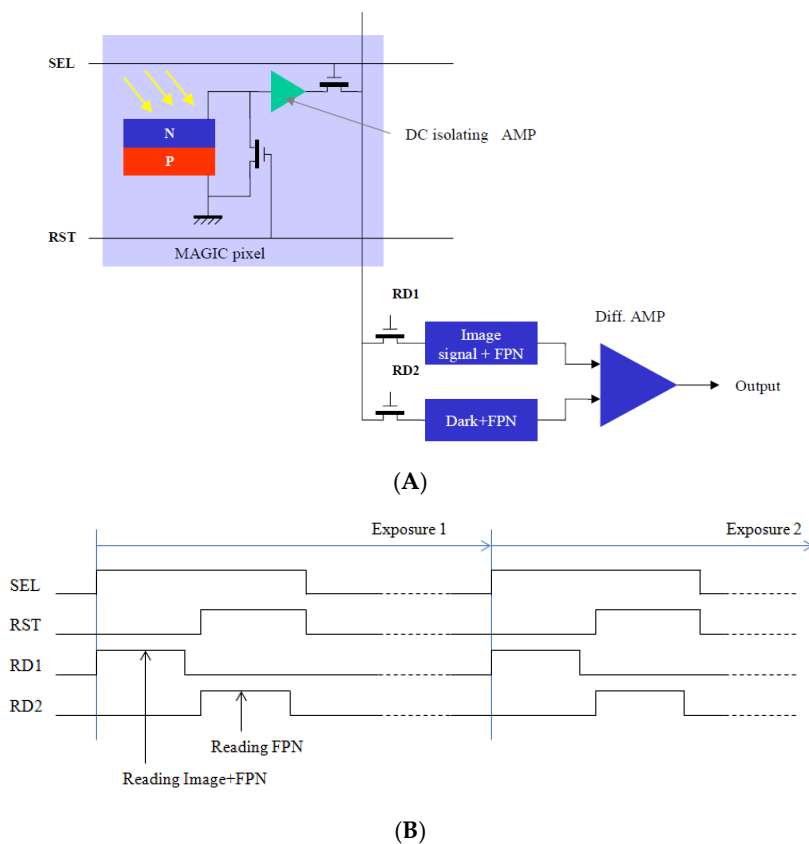 SEL
N
P
DC isolating AMP
RST
MAGIC pixel
RD1
Diff. AMP
Image
signal + FPN
RD2
Output
Dark+FPN
(A)
Exposure 1
Exposure 2
SEL
RST
RD1
RD2
Reading FPN
Reading Image+FPN
(B)